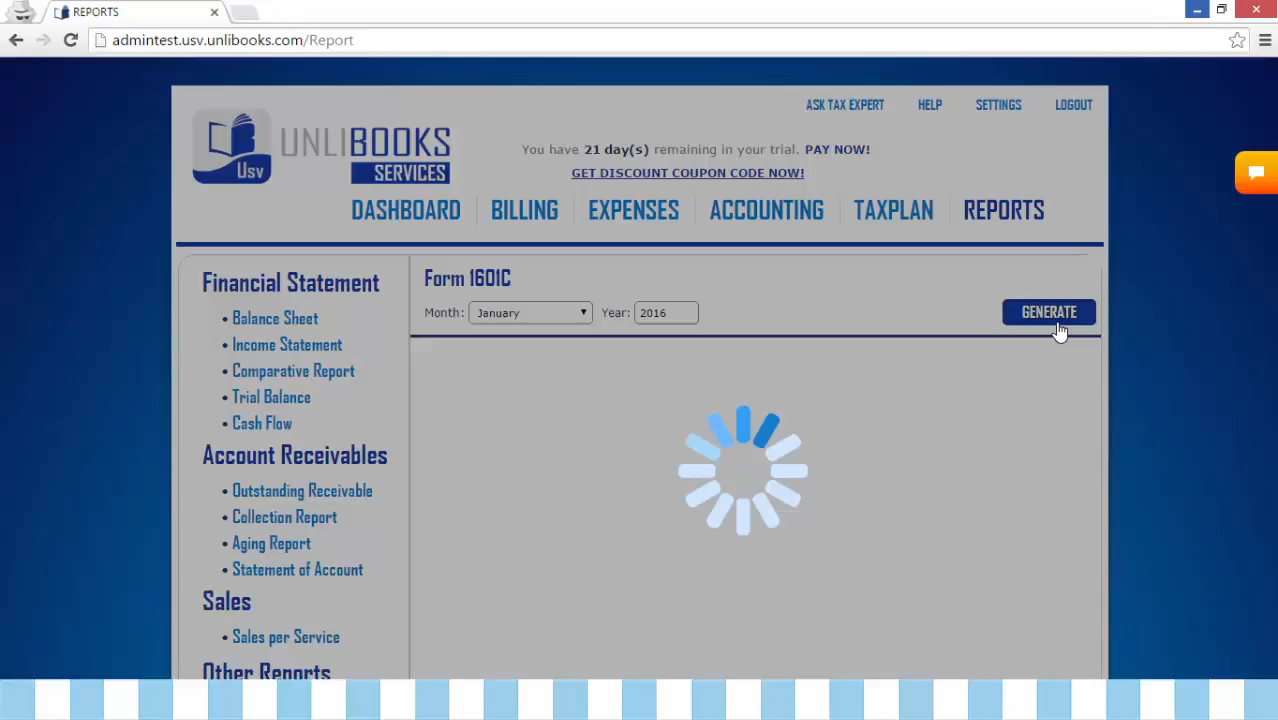 REPORTS
admintest.usv.unlibooks.com/Report
ASK TAX EXPERT HELP SETTINGS LOGOUT
Usv
UNLIBOOKS
SERVICES
You have 21 day(s) remaining in your trial. PAY NOW!
GET DISCOUNT COUPON CODE NOW!
DASHBOARD BILLING EXPENSES ACCOUNTING TAXPLAN REPORTS
Financial Statement
• Balance Sheet
• Income Statement
• Comparative Report
• Trial Balance
• Cash Flow
Account Receivables
• Outstanding Receivable
• Collection Report
• Aging Report
• Statement of Account
Sales
• Sales per Service
Other Reports
Form 1601C
Month: January Year: 2016 GENERATE